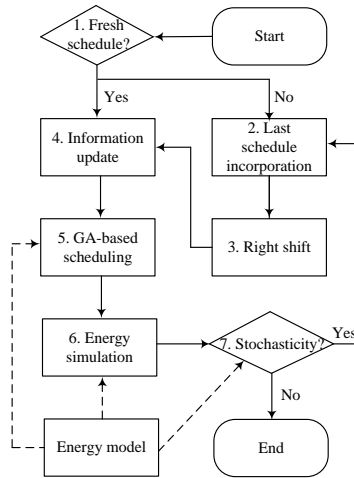 1. Fresh
schedule?
Start
Yes
No
4. Information
update
2. Last
schedule
incorporation
5. GA-based
scheduling
3. Right shift
6. Energy
simulation
7. Stochasticity?
Yes
No
Energy model
End